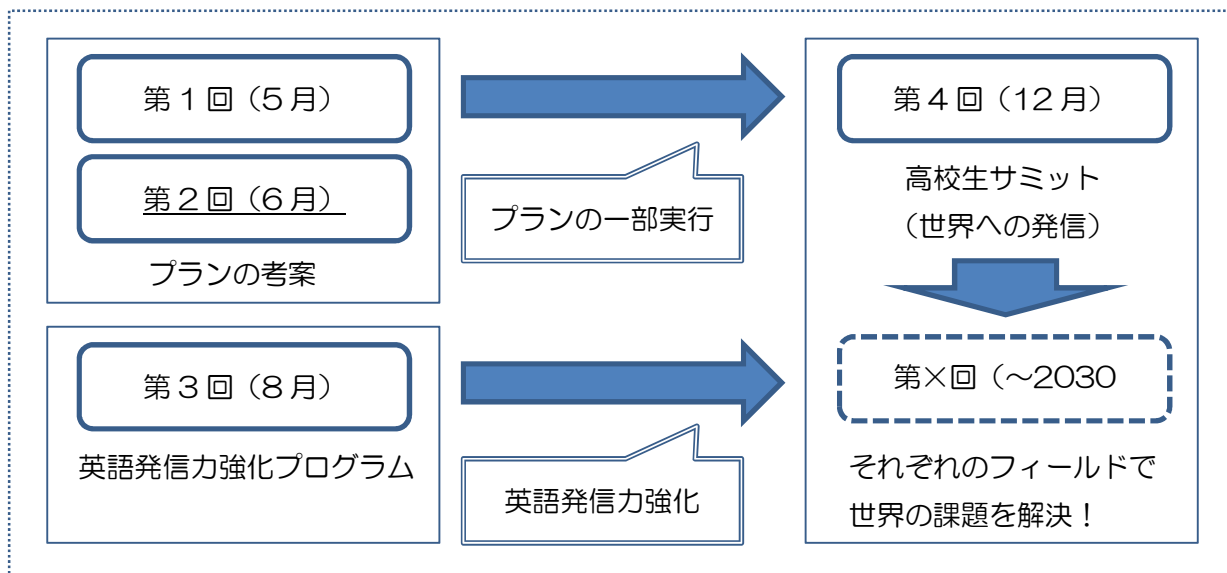 第1回（5月）
第2回（6月）
プランの考案
プランの一部実行
第3回（8月）
英語発信力強化プログラム
英語発信力強化
第4回（12月）
高校生サミット
（世界への発信）
第×回（～2030
それぞれのフィールドで
世界の課題を解決！